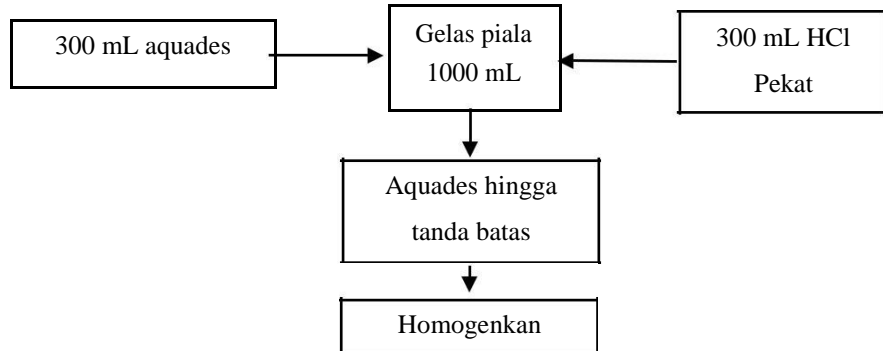 300 mL aquades
Gelas piala
1000 mL
300 mL HCl
Pekat
Aquades hingga
tanda batas
Homogenkan